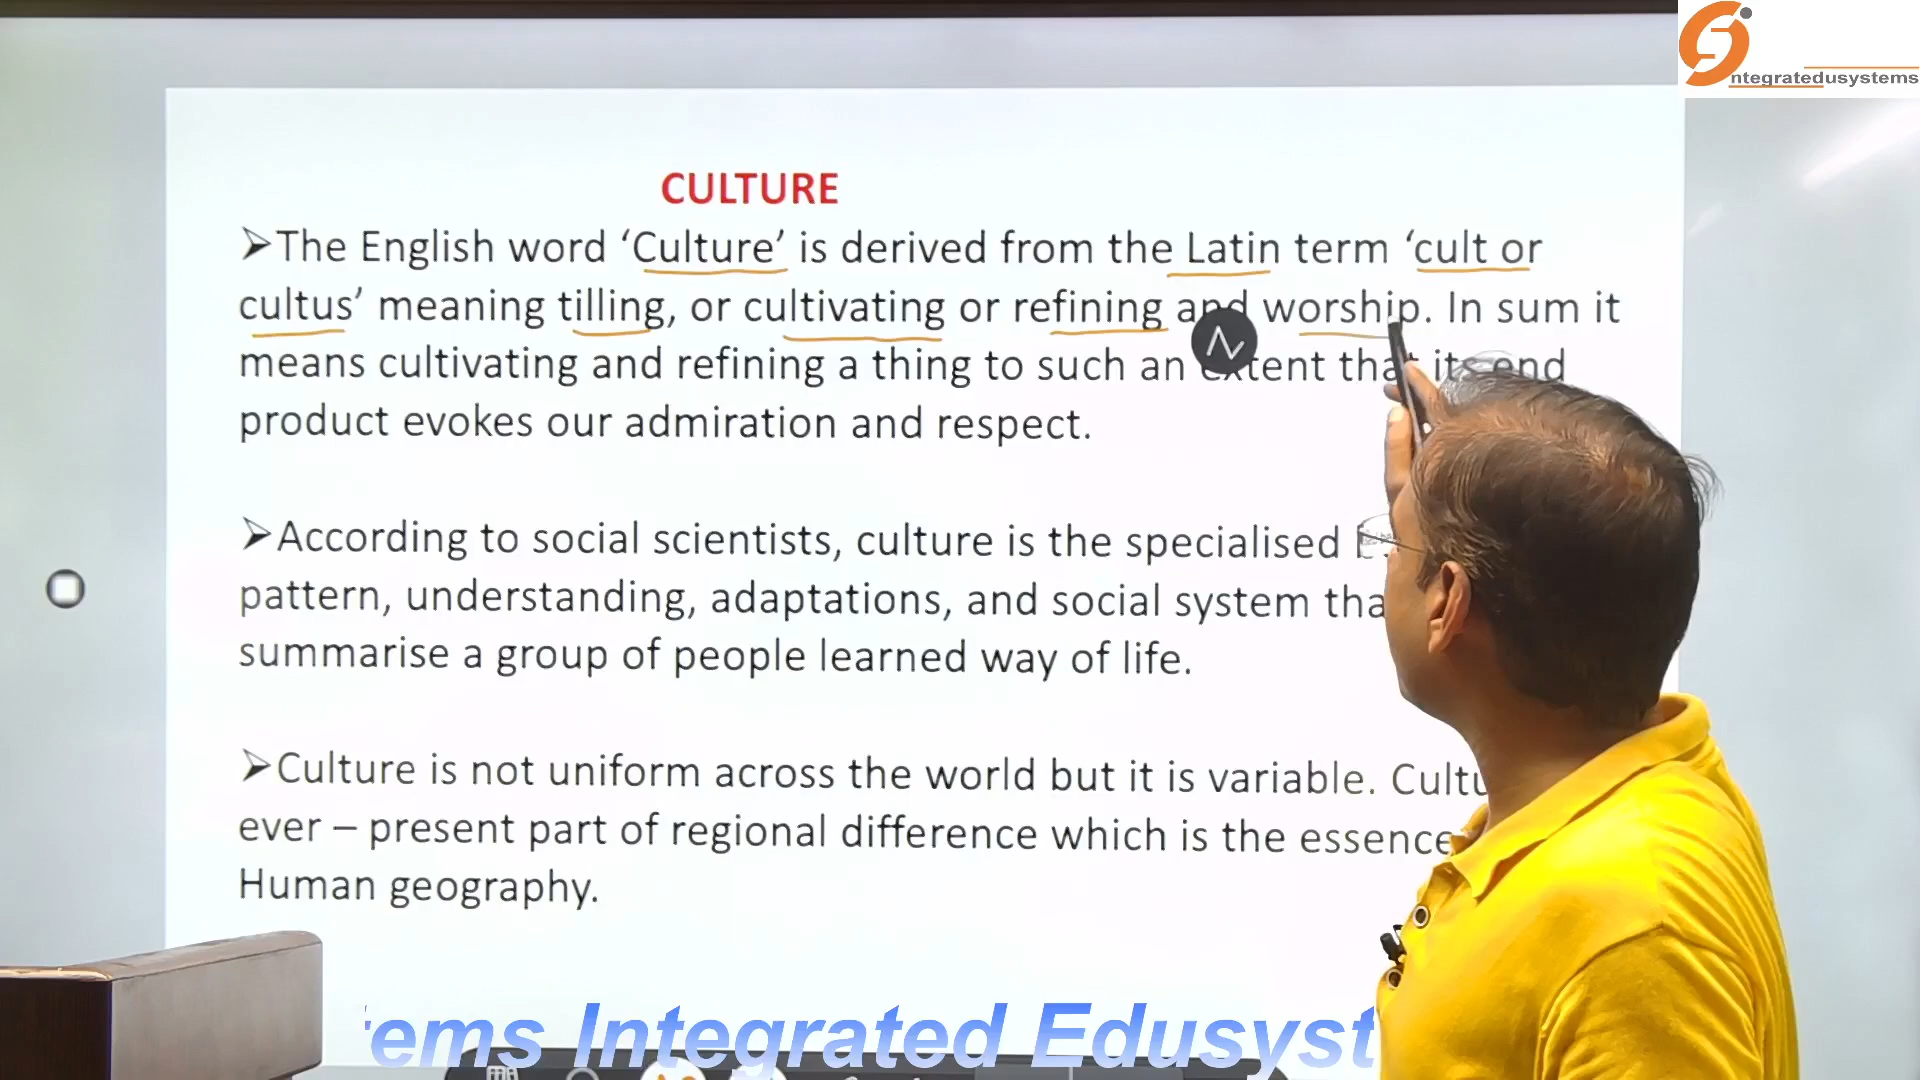 ntegratedusystems
CULTURE
➢The English word ‘Culture’ is derived from the Latin term ‘cult or
cultus’ meaning tilling, or cultivating or refining and worship. In sum it
means cultivating and refining a thing to such an extent that its end
product evokes our admiration and respect.
➢According to social scientists, culture is the specialised
pattern, understanding, adaptations, and social system
summarise a group of people learned way of life.
➢Culture is not uniform across the world but it is variable.
ever – present part of regional difference which is the essence
Human geography.
ems Integrated Edusyst